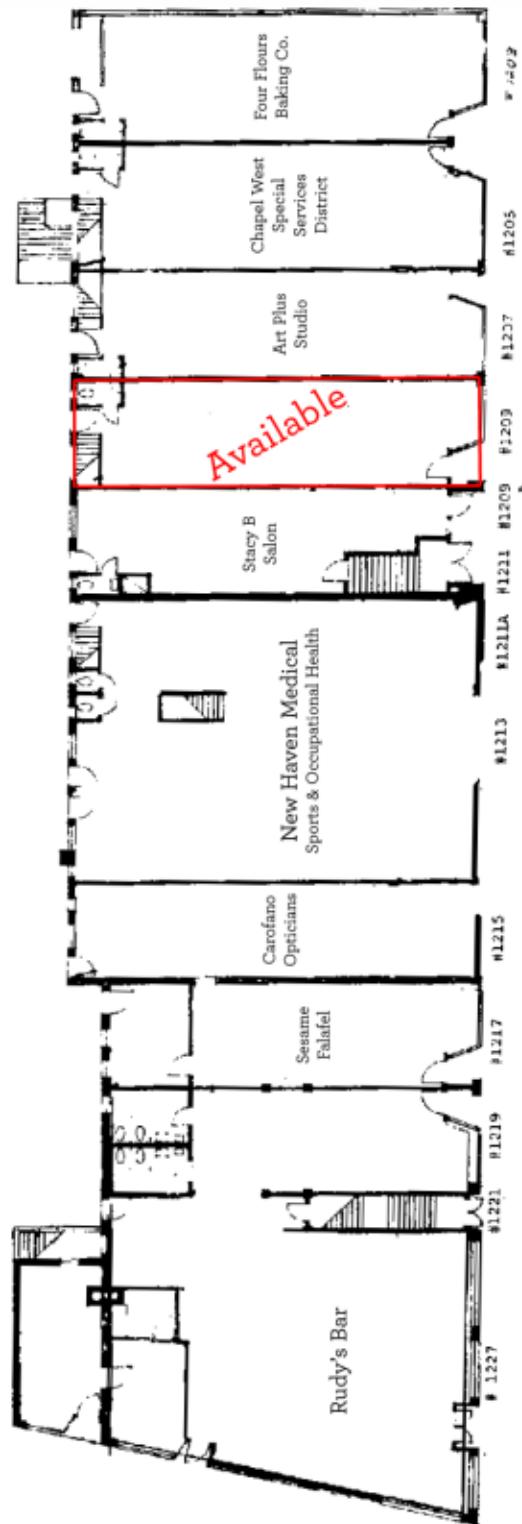 Four Flours
Baking Co.
Chapel West
Special
Services
District
Art Plus
Studio
Available
Stacy B
Salon
New Haven Medical
Sports & Occupational Health
Carofano
Opticians
Sesame
Falafel
Rudy's Bar
#1205
#1209
#1209
#1211
#1211A
#1213
#1215
#1217
#1219
#1221
# 1227